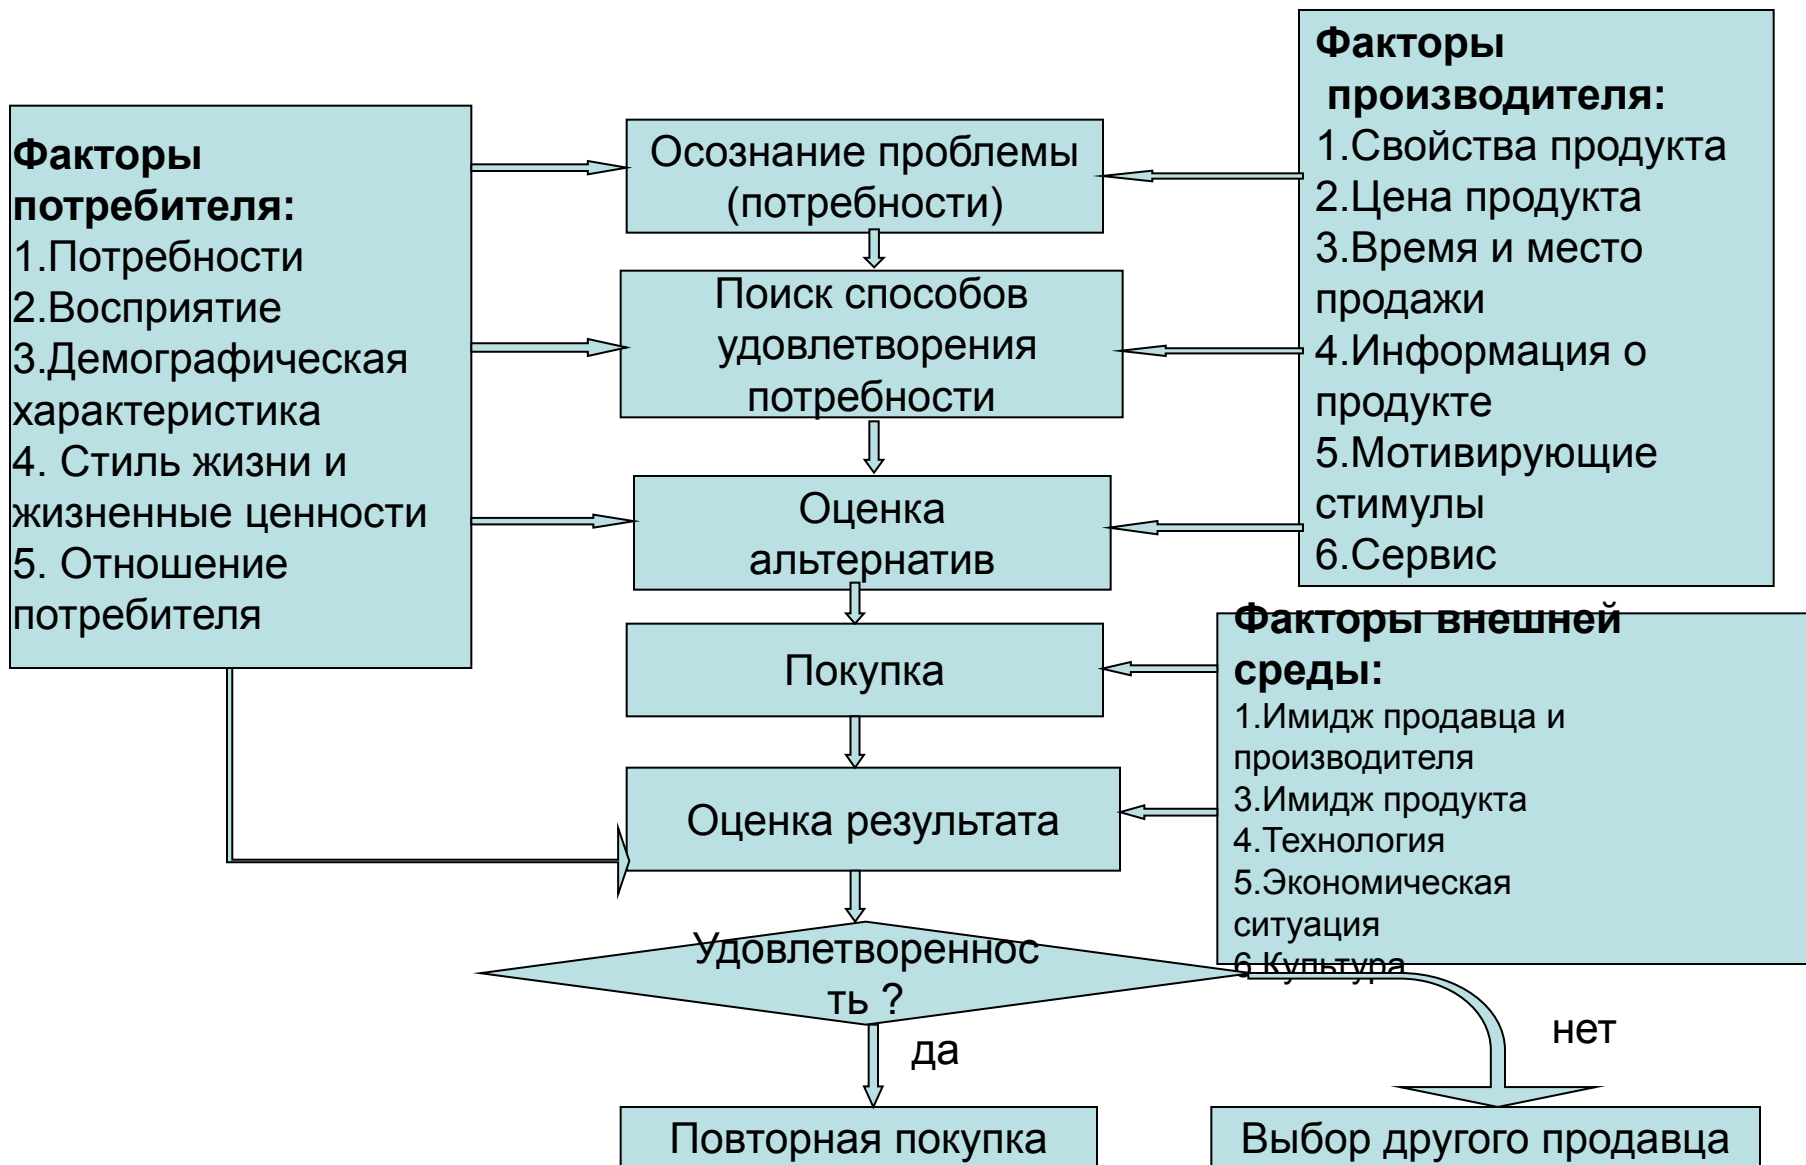 Факторы
потребителя:
1.Потребности
2.Восприятие
3.Демографическая
характеристика
4. Стиль жизни и
жизненные ценности
5. Отношение
потребителя
Осознание проблемы
(потребности)
Поиск способов
удовлетворения
потребности
Оценка
альтернатив
Покупка
Оценка результата
Удовлетвореннос
ть ?
да
нет
Повторная покупка
Выбор другого продавца
Факторы
производителя:
1.Свойства продукта
2.Цена продукта
3.Время и место
продажи
4.Информация о
продукте
5.Мотивирующие
стимулы
6.Сервис
Факторы внешней
среды:
1.Имидж продавца и
производителя
3.Имидж продукта
4.Технология
5.Экономическая
ситуация
6.Культура